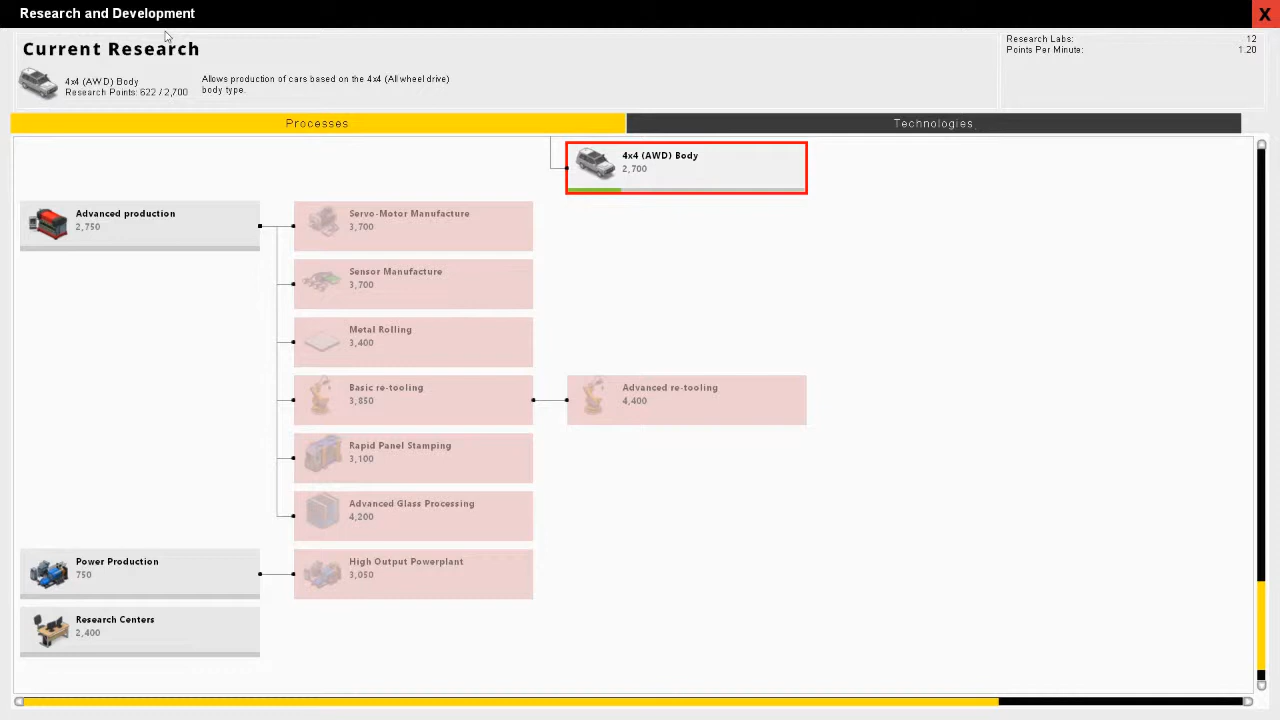 Research and Development
X
Current Research
4x4 (AWD) Body
Research Points: 622 / 2,700
Allows production of cars based on the 4x4 (All wheel drive)
body type.
Research Labs: 12
Points Per Minute: 1.20
Processes
Technologies
4x4 (AWD) Body
2,700
Advanced production
2,750
Servo-Motor Manufacture
3,700
Sensor Manufacture
3,700
Metal Rolling
3,400
Basic re-tooling
3,850
Advanced re-tooling
4,400
Rapid Panel Stamping
3,100
Advanced Glass Processing
4,200
Power Production
750
High Output Powerplant
3,050
Research Centers
2,400